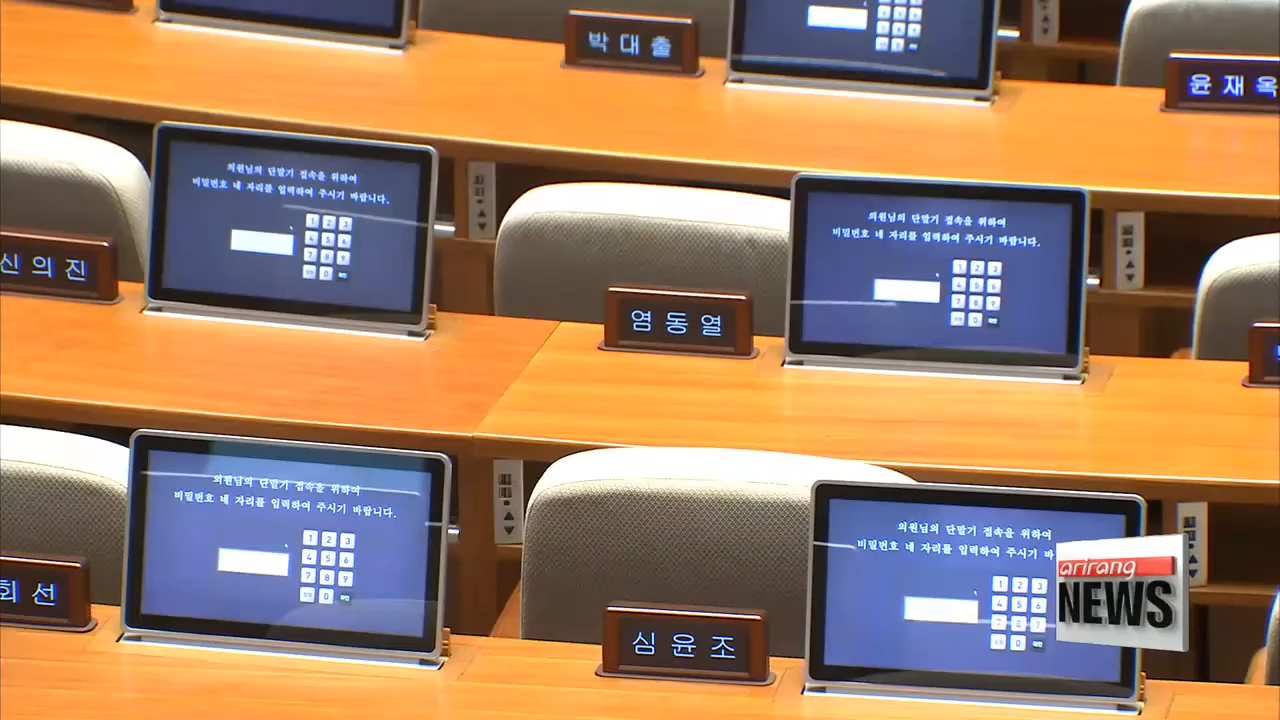 박대출
윤재옥
의원님의 단말기 접속을 위하여
비밀번호 네 자리를 입력하여 주시기 바랍니다.
1 2 3
4 5 6
7 8 9
0
신의진
의원님의 단말기 접속을 위하여
비밀번호 네 자리를 입력하여 주시기 바랍니다.
1 2 3
4 5 6
7 8 9
0
염동열
의원님의 단말기 접속을 위하여
비밀번호 네 자리를 입력하여 주시기 바랍니다.
1 2 3
4 5 6
7 8 9
0
회선
의원님의 단말기 접속을 위하여
비밀번호 네 자리를 입력하여 주시기 바
1 2 3
4 5 6
7 8 9
0
심윤조
arirang
NEWS